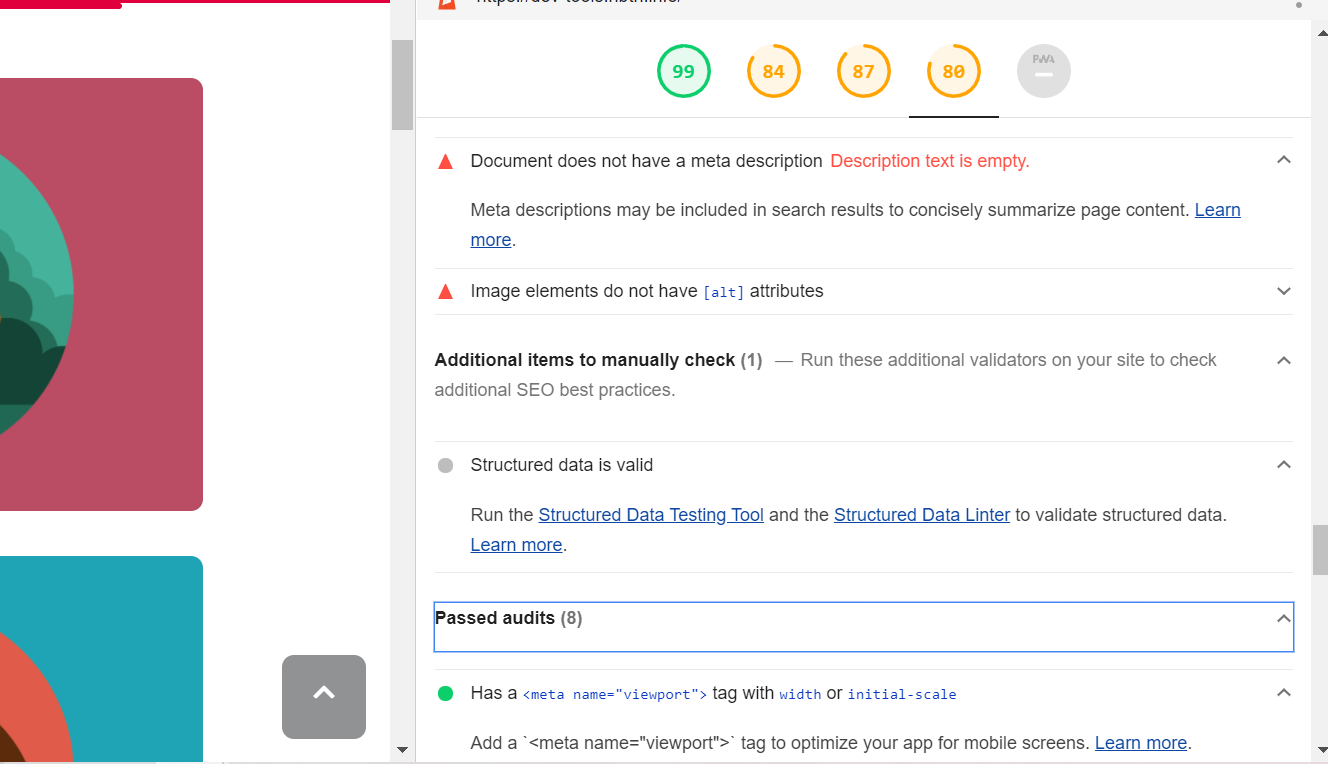 99 84 87 80 PWA
Document does not have a meta description Description text is empty.
Meta descriptions may be included in search results to concisely summarize page content. Learn
more.
Image elements do not have [alt] attributes
Additional items to manually check (1) — Run these additional validators on your site to check
additional SEO best practices.
Structured data is valid
Run the Structured Data Testing Tool and the Structured Data Linter to validate structured data.
Learn more.
Passed audits (8)
Has a <meta name="viewport"> tag with width or initial-scale
Add a `<meta name="viewport">` tag to optimize your app for mobile screens. Learn more.